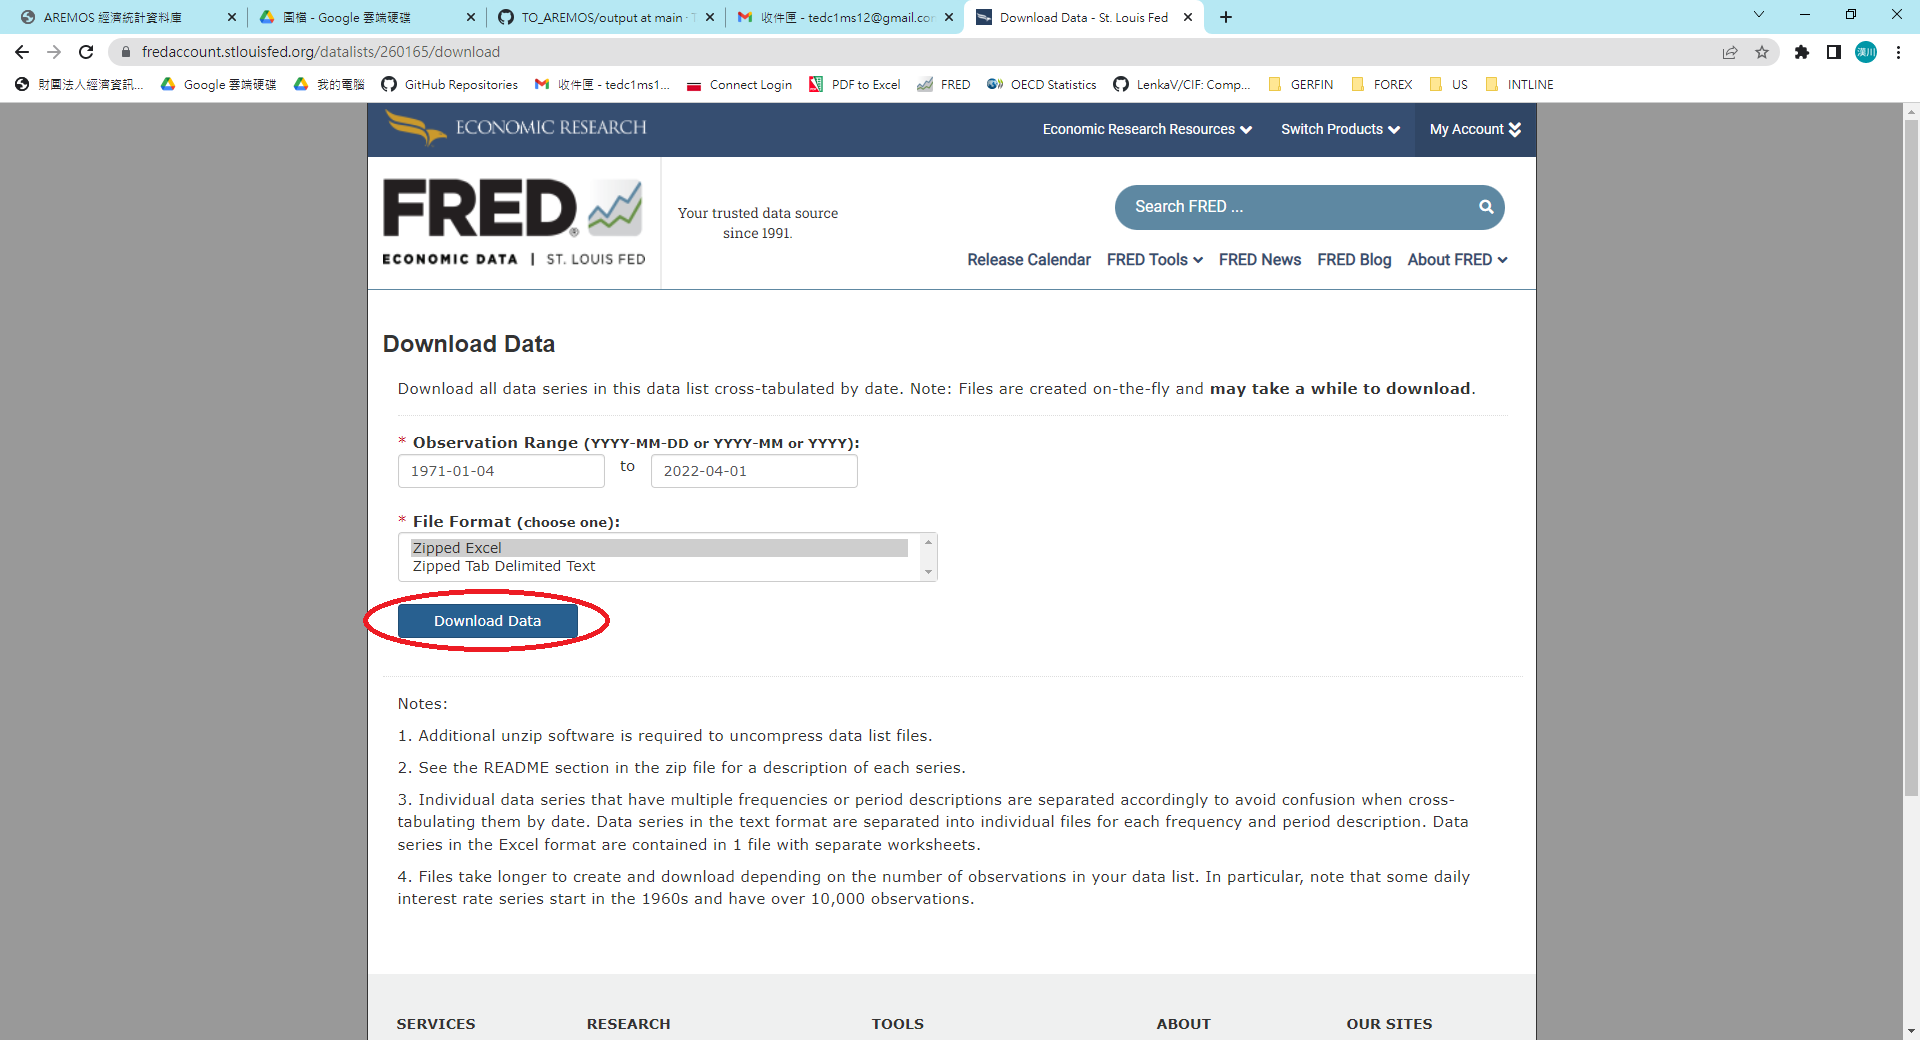 AREMOS 經濟統計資料庫
圖檔 - Google 雲端硬碟
TO_AREMOS/output at main ·
收件匣 - tedc1ms12@gmail.co
Download Data - St. Louis Fed
fredaccount.stlouisfed.org/datalists/260165/download
漢川
財團法人經濟資訊...
Google 雲端硬碟
我的電腦
GitHub Repositories
收件匣 - tedc1ms1...
Connect Login
PDF to Excel
FRED
OECD Statistics
LenkaV/CIF: Comp...
GERFIN
FOREX
US
INTLINE
ECONOMIC RESEARCH
Economic Research Resources
Switch Products
My Account
FRED®
ECONOMIC DATA | ST. LOUIS FED
Your trusted data source
since 1991.
Search FRED ...
Release Calendar
FRED Tools
FRED News
FRED Blog
About FRED
Download Data
Download all data series in this data list cross-tabulated by date. Note: Files are created on-the-fly and may take a while to download.
* Observation Range (YYYY-MM-DD or YYYY-MM or YYYY):
1971-01-04 to 2022-04-01
* File Format (choose one):
Zipped Excel
Zipped Tab Delimited Text
Download Data
Notes:
1. Additional unzip software is required to uncompress data list files.
2. See the README section in the zip file for a description of each series.
3. Individual data series that have multiple frequencies or period descriptions are separated accordingly to avoid confusion when cross-
tabulating them by date. Data series in the text format are separated into individual files for each frequency and period description. Data
series in the Excel format are contained in 1 file with separate worksheets.
4. Files take longer to create and download depending on the number of observations in your data list. In particular, note that some daily
interest rate series start in the 1960s and have over 10,000 observations.
SERVICES
RESEARCH
TOOLS
ABOUT
OUR SITES